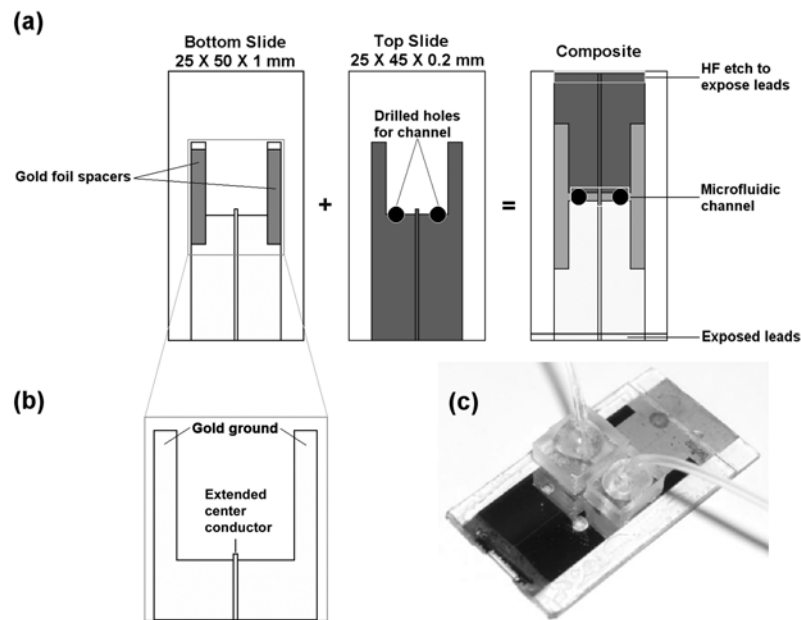 (a)
Bottom Slide
25 X 50 X 1 mm
Top Slide
25 X 45 X 0.2 mm
Composite
HF etch to
expose leads
Drilled holes
for channel
Gold foil spacers
+
=
Microfluidic
channel
Exposed leads
(b)
Gold ground
Extended
center
conductor
(c)